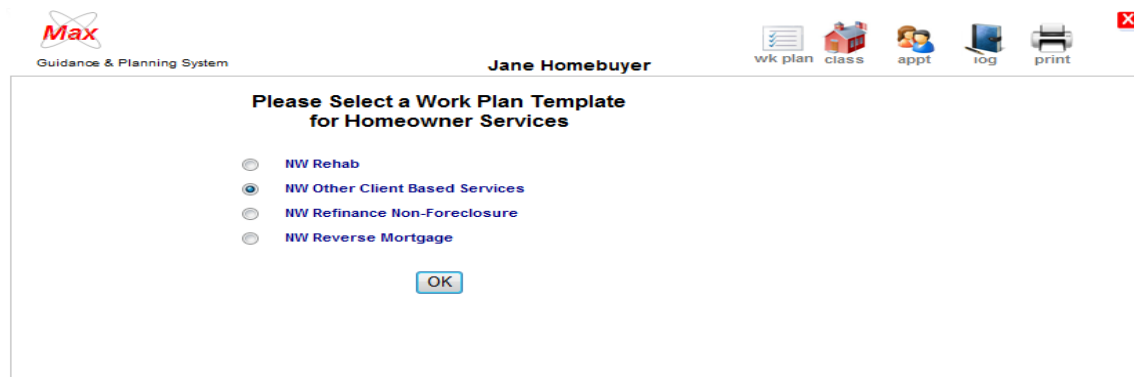 Max
Guidance & Planning System
Jane Homebuyer
wk plan class appt log print
X
Please Select a Work Plan Template
for Homeowner Services
NW Rehab
NW Other Client Based Services
NW Refinance Non-Foreclosure
NW Reverse Mortgage
OK